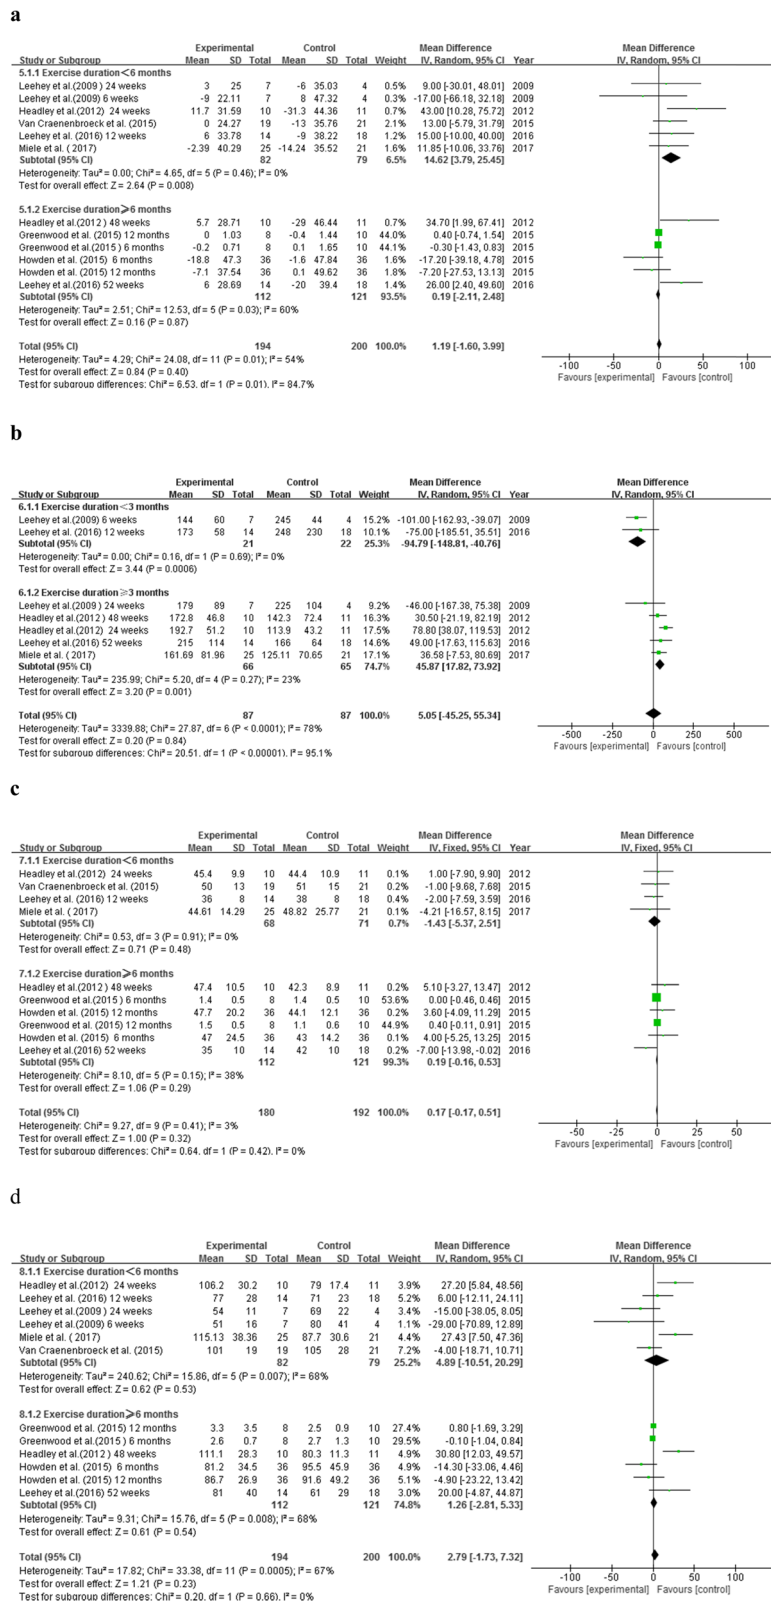 a
Experimental Control Mean Difference Mean Difference
Study or Subgroup Mean SD Total Mean SD Total Weight IV, Random, 95% CI Year IV, Random, 95% CI
5.1.1 Exercise duration<6 months
Leehey et al.(2009) 24 weeks 3 25 7 -6 35.03 4 0.5% 9.00 [-30.01, 48.01] 2009
Leehey et al.(2009) 6 weeks -9 22.11 7 8 47.32 4 0.3% -17.00 [-66.18, 32.18] 2009
Headley et al.(2012) 24 weeks 11.7 31.59 10 -31.3 44.36 11 0.7% 43.00 [10.28, 75.72] 2012
Van Craenenbroeck et al. (2015) 0 24.27 19 -13 35.76 21 2.1% 13.00 [-5.79, 31.79] 2015
Leehey et al. (2016) 12 weeks 6 33.78 14 -9 38.22 18 1.2% 15.00 [-10.00, 40.00] 2016
Miele et al. ( 2017) -2.39 40.29 25 -14.24 35.52 21 1.6% 11.85 [-10.06, 33.76] 2017
Subtotal (95% CI) 82 79 6.5% 14.62 [3.79, 25.45]
Heterogeneity: Tau² = 0.00; Chi² = 4.65, df = 5 (P = 0.46); I² = 0%
Test for overall effect: Z = 2.64 (P = 0.008)
5.1.2 Exercise duration⩾6 months
Headley et al.(2012 ) 48 weeks 5.7 28.71 10 -29 46.44 11 0.7% 34.70 [1.99, 67.41] 2012
Greenwood et al. (2015) 12 months 0 1.03 8 -0.4 1.44 10 44.0% 0.40 [-0.74, 1.54] 2015
Greenwood et al.(2015 ) 6 months -0.2 0.71 8 0.1 1.65 10 44.1% -0.30 [-1.43, 0.83] 2015
Howden et al. (2015) 6 months -18.8 47.3 36 -1.6 47.84 36 1.6% -17.20 [-39.18, 4.78] 2015
Howden et al. (2015) 12 months -7.1 37.54 36 0.1 49.62 36 1.8% -7.20 [-27.53, 13.13] 2015
Leehey et al.(2016) 52 weeks 6 28.69 14 -20 39.4 18 1.3% 26.00 [2.40, 49.60] 2016
Subtotal (95% CI) 112 121 93.5% 0.19 [-2.11, 2.48]
Heterogeneity: Tau² = 2.51; Chi² = 12.53, df = 5 (P = 0.03); I² = 60%
Test for overall effect: Z = 0.16 (P = 0.87)
Total (95% CI) 194 200 100.0% 1.19 [-1.60, 3.99]
Heterogeneity: Tau² = 4.29; Chi² = 24.08, df = 11 (P = 0.01); I² = 54%
Test for overall effect: Z = 0.84 (P = 0.40)
Test for subgroup differences: Chi² = 6.53, df = 1 (P = 0.01), I² = 84.7%
-100 -50 0 50 100
Favours [experimental] Favours [control]
b
Experimental Control Mean Difference Mean Difference
Study or Subgroup Mean SD Total Mean SD Total Weight IV, Random, 95% CI Year IV, Random, 95% CI
6.1.1 Exercise duration<3 months
Leehey et al.(2009) 6 weeks 144 60 7 245 44 4 15.2% -101.00 [-162.93, -39.07] 2009
Leehey et al. (2016) 12 weeks 173 58 14 248 230 18 10.1% -75.00 [-185.51, 35.51] 2016
Subtotal (95% CI) 21 22 25.3% -94.79 [-148.81, -40.76]
Heterogeneity: Tau² = 0.00; Chi² = 0.16, df = 1 (P = 0.69); I² = 0%
Test for overall effect: Z = 3.44 (P = 0.0006)
6.1.2 Exercise duration≥3 months
Leehey et al.(2009 ) 24 weeks 179 89 7 225 104 4 9.2% -46.00 [-167.38, 75.38] 2009
Headley et al.(2012 ) 48 weeks 172.8 46.8 10 142.3 72.4 11 16.6% 30.50 [-21.19, 82.19] 2012
Headley et al.(2012) 24 weeks 192.7 51.2 10 113.9 43.2 11 17.3% 78.80 [38.07, 119.53] 2012
Leehey et al.(2016) 52 weeks 215 114 14 166 64 18 14.6% 49.00 [-17.63, 115.63] 2016
Miele et al. ( 2017) 161.69 81.96 25 125.11 70.65 21 17.1% 36.58 [-7.53, 80.69] 2017
Subtotal (95% CI) 66 65 74.7% 45.87 [17.82, 73.92]
Heterogeneity: Tau² = 235.99; Chi² = 5.20, df = 4 (P = 0.27); I² = 23%
Test for overall effect: Z = 3.20 (P = 0.001)
Total (95% CI) 87 87 100.0% 5.05 [-45.25, 55.34]
Heterogeneity: Tau² = 3339.88; Chi² = 27.87, df = 6 (P < 0.0001); I² = 78%
Test for overall effect: Z = 0.20 (P = 0.84)
Test for subgroup differences: Chi² = 20.51, df = 1 (P < 0.00001), I² = 95.1%
-500 -250 0 250 500
Favours [experimental] Favours [control]
c
Experimental Control Mean Difference Mean Difference
Study or Subgroup Mean SD Total Mean SD Total Weight IV, Fixed, 95% CI Year IV, Fixed, 95% CI
7.1.1 Exercise duration<6 months
Headley et al.(2012) 24 weeks 45.4 9.9 10 44.4 10.9 11 0.1% 1.00 [-7.90, 9.90] 2012
Van Craenenbroeck et al. (2015) 50 13 19 51 15 21 0.2% -1.00 [-9.68, 7.68] 2015
Leehey et al. (2016) 12 weeks 36 8 14 38 8 18 0.4% -2.00 [-7.59, 3.59] 2016
Miele et al. ( 2017) 44.61 14.29 25 48.82 25.77 21 0.1% -4.21 [-16.57, 8.15] 2017
Subtotal (95% CI) 68 71 0.7% -1.43 [-5.37, 2.51]
Heterogeneity: Chi² = 0.53, df = 3 (P = 0.91); I² = 0%
Test for overall effect: Z = 0.71 (P = 0.48)
7.1.2 Exercise duration⩾6 months
Headley et al.(2012 ) 48 weeks 47.4 10.5 10 42.3 8.9 11 0.2% 5.10 [-3.27, 13.47] 2012
Greenwood et al.(2015 ) 6 months 1.4 0.5 8 1.4 0.5 10 53.6% 0.00 [-0.46, 0.46] 2015
Howden et al. (2015) 12 months 47.7 20.2 36 44.1 12.1 36 0.2% 3.60 [-4.09, 11.29] 2015
Greenwood et al. (2015) 12 months 1.5 0.5 8 1.1 0.6 10 44.9% 0.40 [-0.11, 0.91] 2015
Howden et al. (2015) 6 months 47 24.5 36 43 14.2 36 0.1% 4.00 [-5.25, 13.25] 2015
Leehey et al.(2016) 52 weeks 35 10 14 42 10 18 0.2% -7.00 [-13.98, -0.02] 2016
Subtotal (95% CI) 112 121 99.3% 0.19 [-0.16, 0.53]
Heterogeneity: Chi² = 8.10, df = 5 (P = 0.15); I² = 38%
Test for overall effect: Z = 1.06 (P = 0.29)
Total (95% CI) 180 192 100.0% 0.17 [-0.17, 0.51]
Heterogeneity: Chi² = 9.27, df = 9 (P = 0.41); I² = 3%
Test for overall effect: Z = 1.00 (P = 0.32)
Test for subgroup differences: Chi² = 0.64, df = 1 (P = 0.42), I² = 0%
-50 -25 0 25 50
Favours [experimental] Favours [control]
d
Experimental Control Mean Difference Mean Difference
Study or Subgroup Mean SD Total Mean SD Total Weight IV, Random, 95% CI IV, Random, 95% CI
8.1.1 Exercise duration<6 months
Headley et al.(2012) 24 weeks 106.2 30.2 10 79 17.4 11 3.9% 27.20 [5.84, 48.56]
Leehey et al. (2016) 12 weeks 77 28 14 71 23 18 5.1% 6.00 [-12.11, 24.11]
Leehey et al.(2009 ) 24 weeks 54 11 7 69 22 4 3.4% -15.00 [-38.05, 8.05]
Leehey et al.(2009) 6 weeks 51 16 7 80 41 4 1.1% -29.00 [-70.89, 12.89]
Miele et al. ( 2017) 115.13 38.36 25 87.7 30.6 21 4.4% 27.43 [7.50, 47.36]
Van Craenenbroeck et al. (2015) 101 19 19 105 28 21 7.2% -4.00 [-18.71, 10.71]
Subtotal (95% CI) 82 79 25.2% 4.89 [-10.51, 20.29]
Heterogeneity: Tau² = 240.62; Chi² = 15.86, df = 5 (P = 0.007); I² = 68%
Test for overall effect: Z = 0.62 (P = 0.53)
8.1.2 Exercise duration⩾6 months
Greenwood et al. (2015) 12 months 3.3 3.5 8 2.5 0.9 10 27.4% 0.80 [-1.69, 3.29]
Greenwood et al.(2015 ) 6 months 2.6 0.7 8 2.7 1.3 10 29.5% -0.10 [-1.04, 0.84]
Headley et al.(2012 ) 48 weeks 111.1 28.3 10 80.3 11.3 11 4.9% 30.80 [12.03, 49.57]
Howden et al. (2015) 6 months 81.2 34.5 36 95.5 45.9 36 4.9% -14.30 [-33.06, 4.46]
Howden et al. (2015) 12 months 86.7 26.9 36 91.6 49.2 36 5.0% -4.90 [-23.22, 13.42]
Leehey et al.(2016) 52 weeks 81 40 14 61 29 18 3.0% 20.00 [-4.87, 44.87]
Subtotal (95% CI) 112 121 74.8% 1.26 [-2.81, 5.33]
Heterogeneity: Tau² = 9.31; Chi² = 15.76, df = 5 (P = 0.008); I² = 68%
Test for overall effect: Z = 0.61 (P = 0.54)
Total (95% CI) 194 200 100.0% 2.79 [-1.73, 7.32]
Heterogeneity: Tau² = 17.82; Chi² = 33.38, df = 11 (P = 0.0005); I² = 67%
Test for overall effect: Z = 1.21 (P = 0.23)
Test for subgroup differences: Chi² = 0.20, df = 1 (P = 0.66), I² = 0%
-100 -50 0 50 100
Favours [experimental] Favours [control]